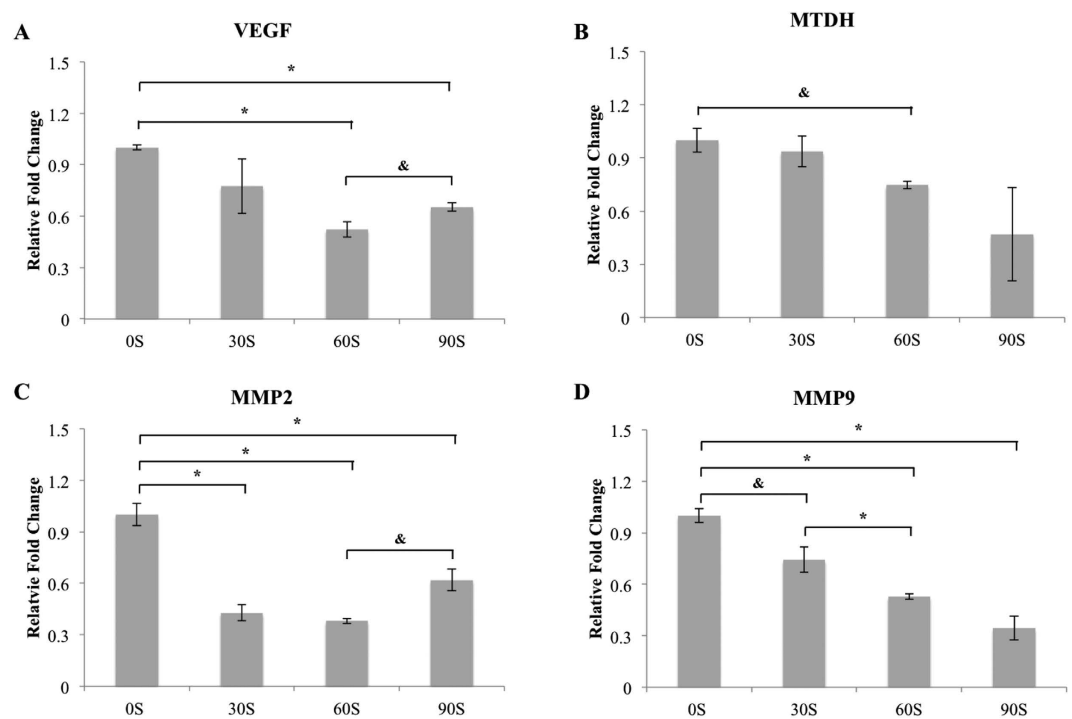 A
VEGF
Relative Fold Change
1.5
1.2
0.9
0.6
0.3
0
*
*
&
0S
30S
60S
90S
B
MTDH
Relative Fold Change
1.5
1.2
0.9
0.6
0.3
0
&
0S
30S
60S
90S
C
MMP2
Relatvie Fold Change
1.5
1.2
0.9
0.6
0.3
0
*
*
*
&
0S
30S
60S
90S
D
MMP9
Relative Fold Change
1.5
1.2
0.9
0.6
0.3
0
*
*
&
*
0S
30S
60S
90S